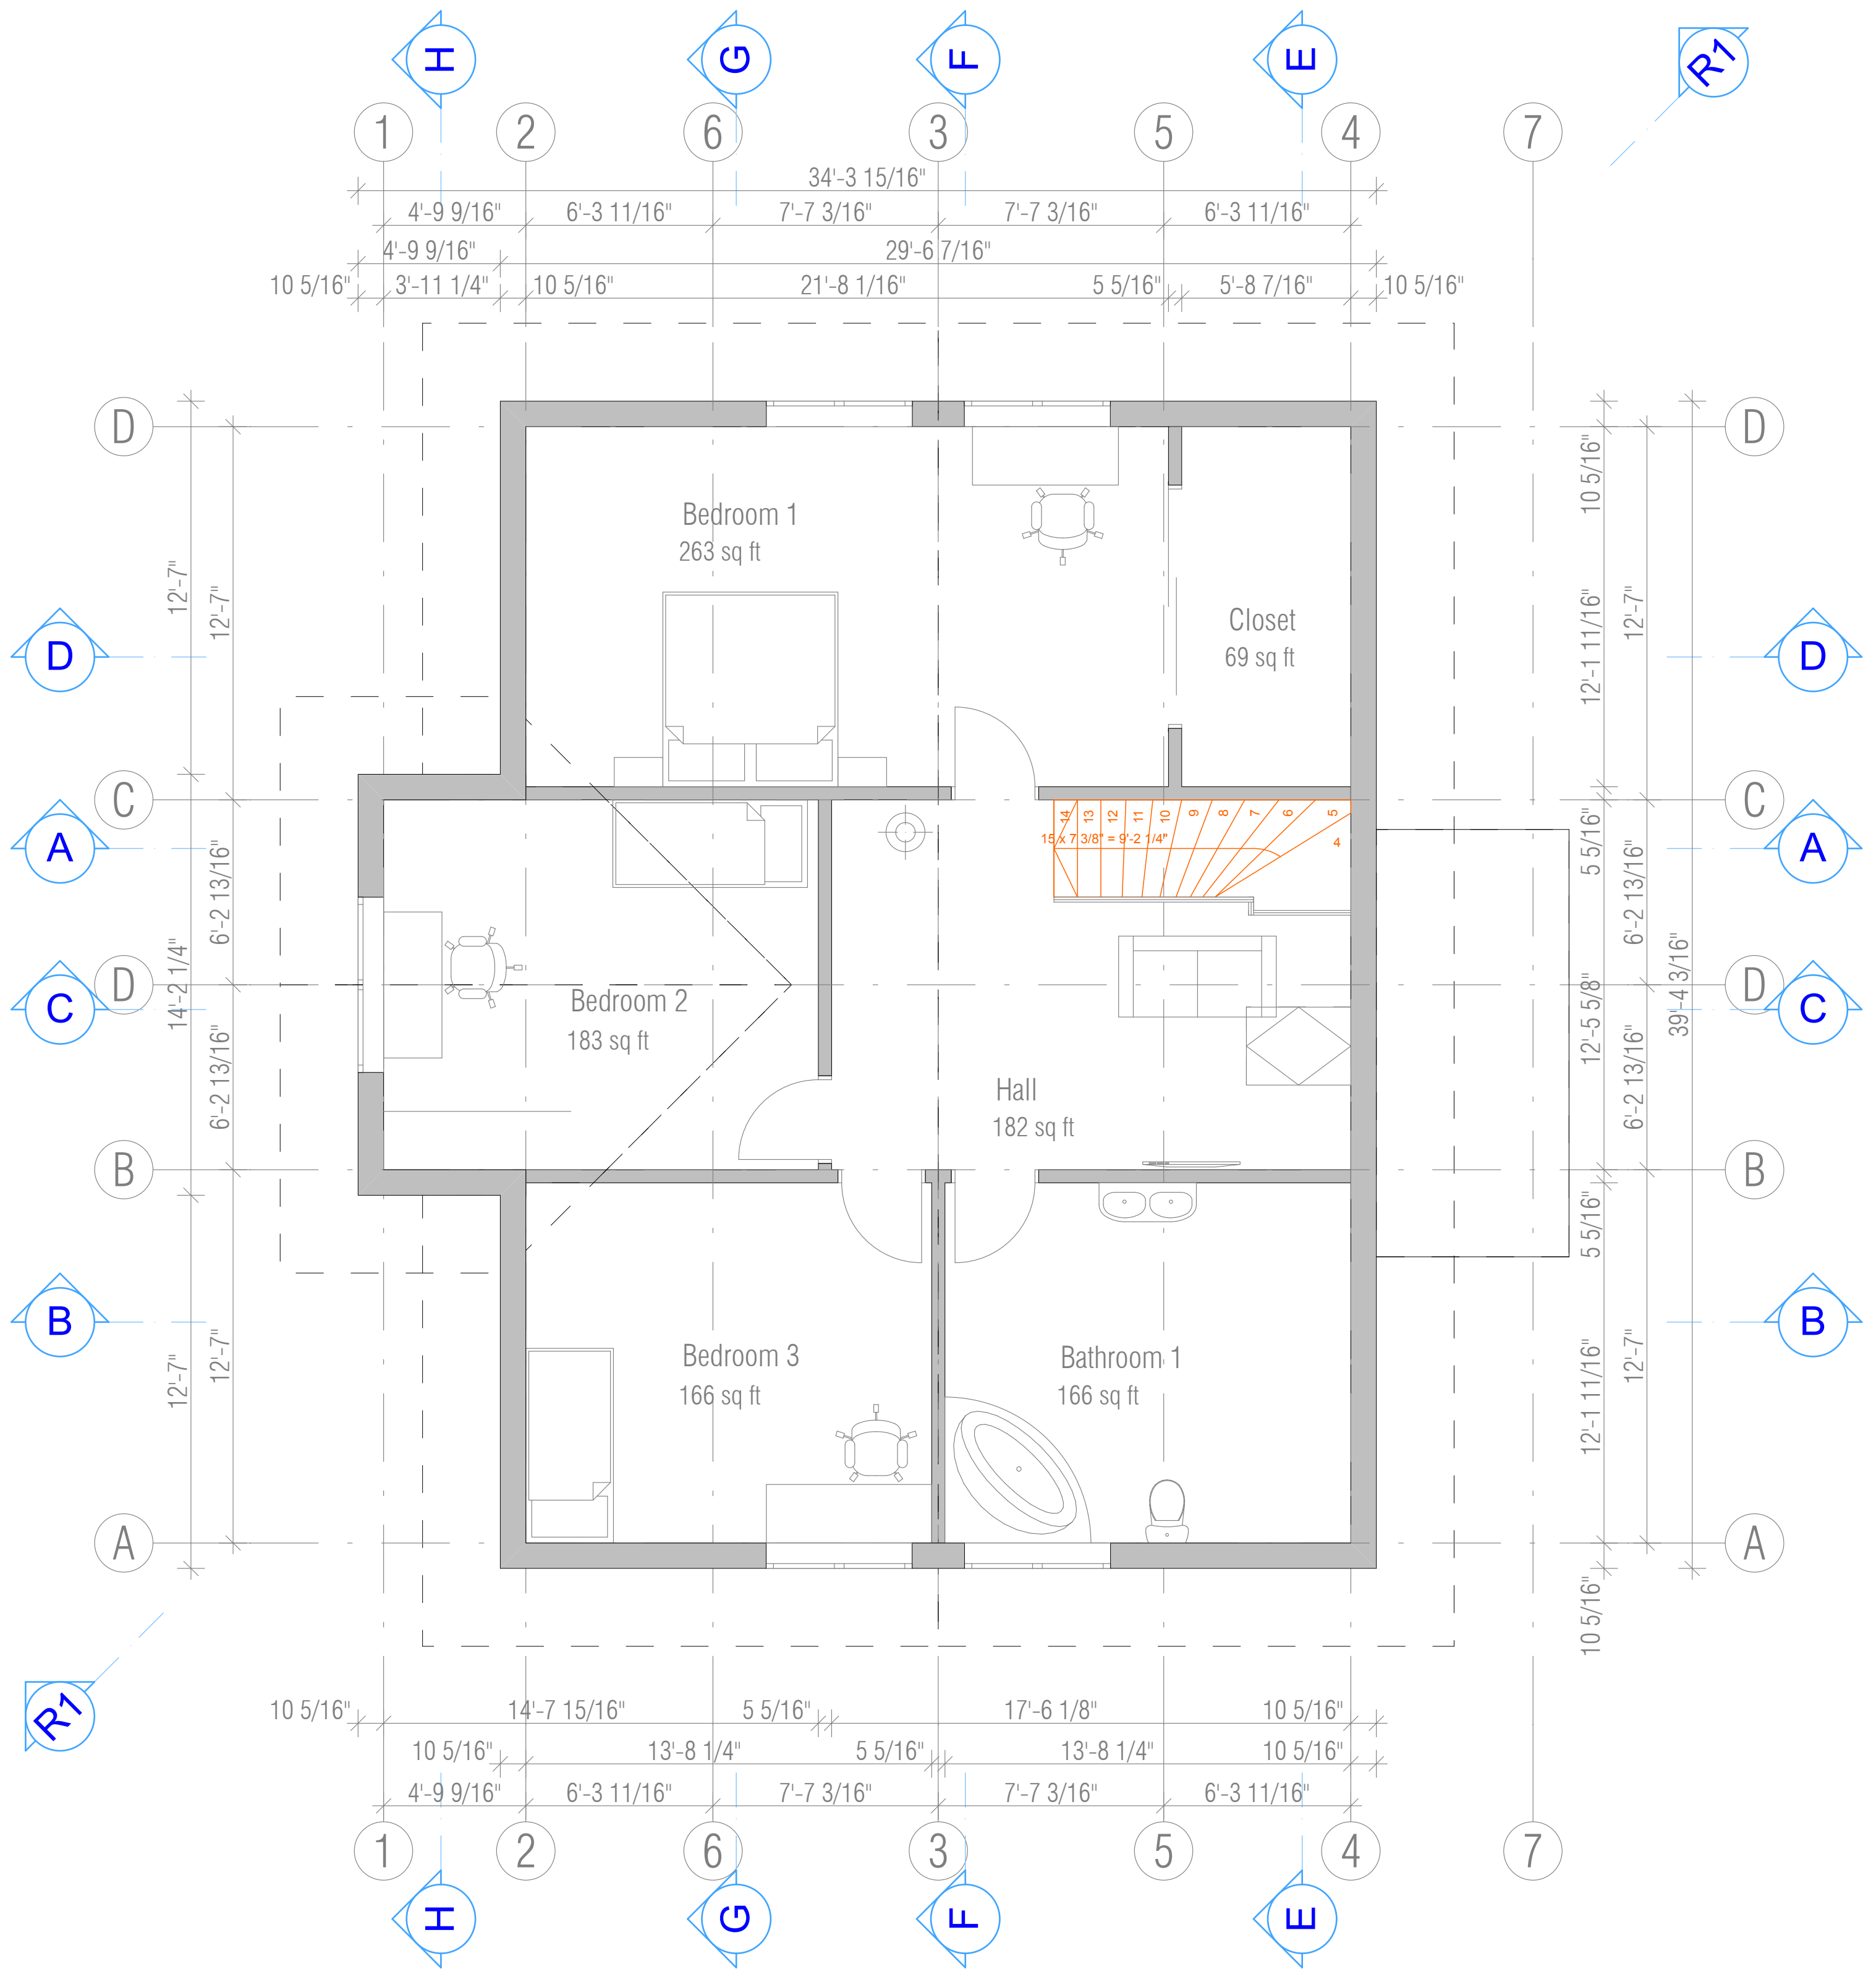 H G F E R1
1 2 6 3 5 4 7
34'-3 15/16"
4'-9 9/16" 6'-3 11/16" 7'-7 3/16" 7'-7 3/16" 6'-3 11/16"
4'-9 9/16" 29'-6 7/16"
10 5/16" 3'-11 1/4" 10 5/16" 21'-8 1/16" 5 5/16" 5'-8 7/16" 10 5/16"
D D
10 5/16"
Bedroom 1
263 sq ft
12'-7" 12'-7" 12'-1 11/16" 12'-7"
Closet
69 sq ft
D D
C C
14 13 12 11 10 9 8 7 6 5
15 x 7 3/8" = 9'-2 1/4"
4
A A
5 5/16"
6'-2 13/16" 6'-2 13/16"
14'-2 1/4" 12'-5 5/8" 39'-4 3/16"
D D
C C
Bedroom 2
183 sq ft
6'-2 13/16" 6'-2 13/16"
Hall
182 sq ft
B B
5 5/16"
B B
Bedroom 3
166 sq ft
Bathroom 1
166 sq ft
12'-7" 12'-7" 12'-1 11/16" 12'-7"
A A
10 5/16"
R1
10 5/16" 14'-7 15/16" 5 5/16" 17'-6 1/8" 10 5/16"
10 5/16" 13'-8 1/4" 5 5/16" 13'-8 1/4" 10 5/16"
4'-9 9/16" 6'-3 11/16" 7'-7 3/16" 7'-7 3/16" 6'-3 11/16"
1 2 6 3 5 4 7
H G F E